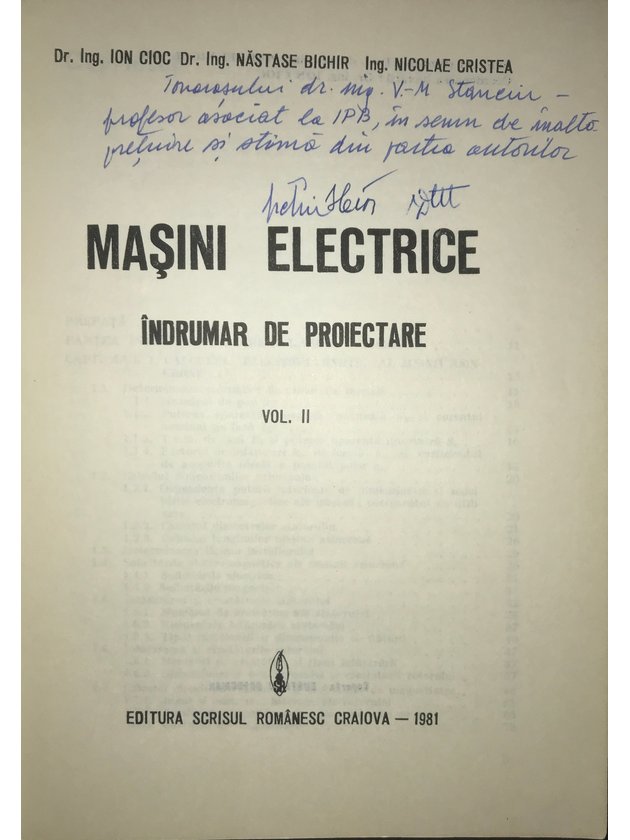 Dr. Ing. ION CIOC Dr. Ing. NĂSTASE BICHIR Ing. NICOLAE CRISTEA
Tovarășului dr. ing. V.-M Stanciu –
profesor asociat la IPB, în semn de înaltă
prețuire și stimă din partea autorilor
MAŞINI ELECTRICE
ÎNDRUMAR DE PROIECTARE
VOL. II
EDITURA SCRISUL ROMÂNESC CRAIOVA — 1981